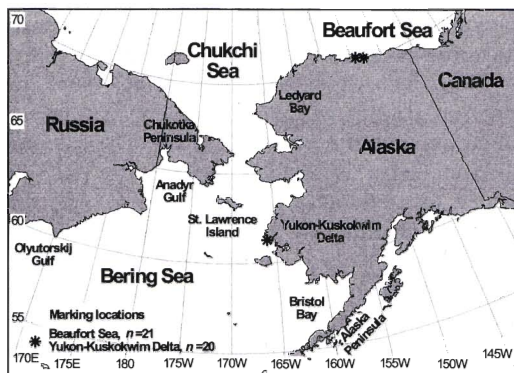 70
Beaufort Sea
Chukchi
Sea
Canada
Ledyard
Bay
65
Russia
Chukotka
Peninsula
Alaska
Anadyr
Gulf
St. Lawrence
Island
Yukon-Kuskokwim
Delta
60
Olyutorskij
Gulf
Bering Sea
Bristol
Bay
Alaska
Peninsula
Marking locations
55
Beaufort Sea, n=21
Yukon-Kuskokwim Delta, n=20
170E 175E 180W 175W 170W 165W 160W 155W 150W 145W